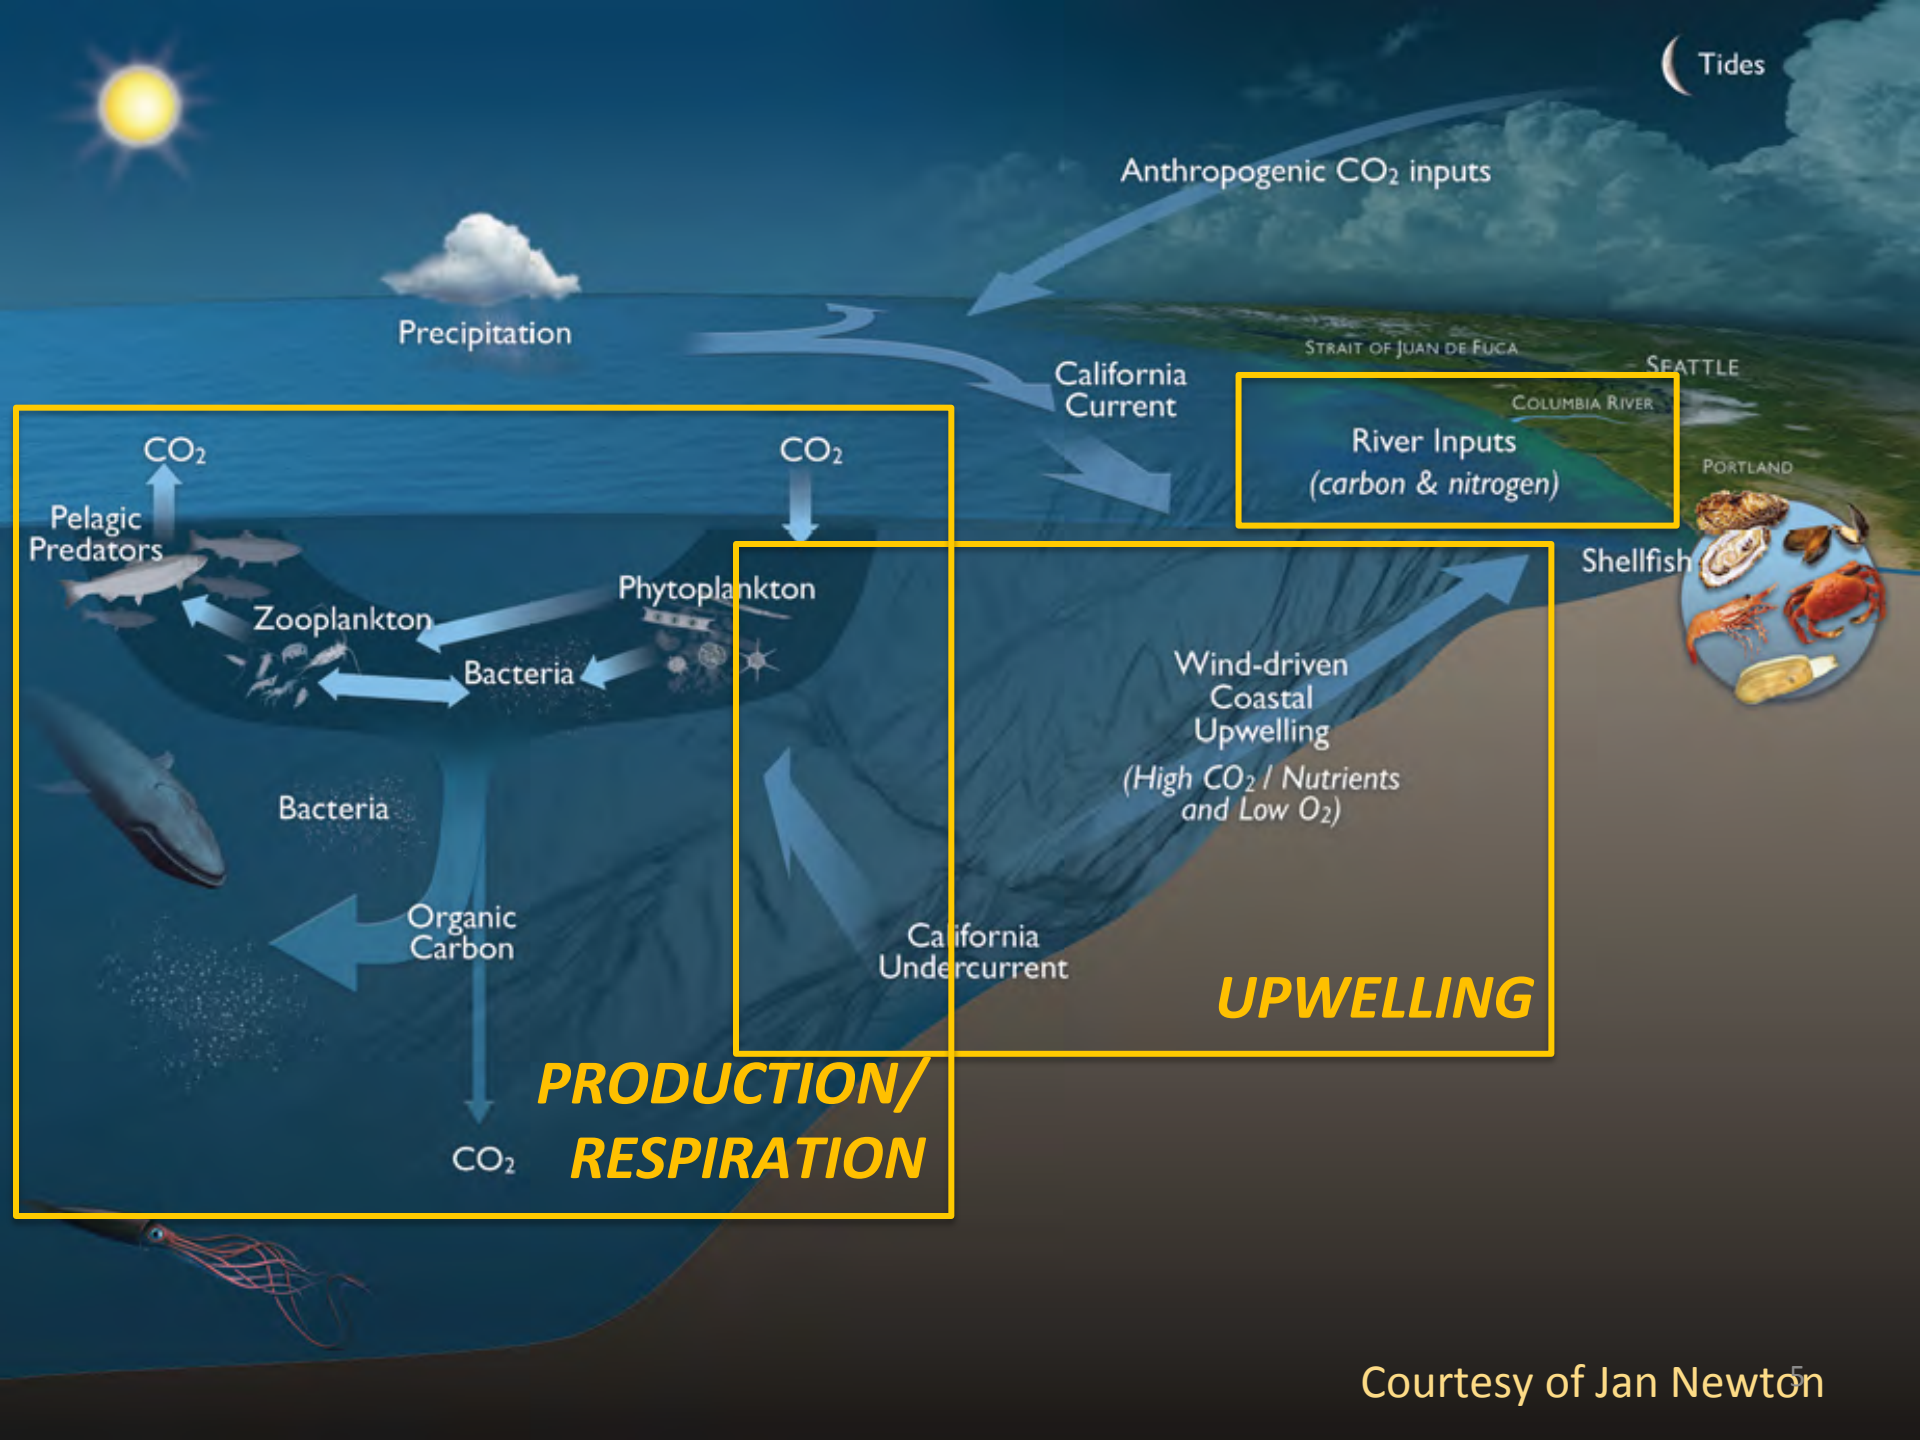 Tides
Anthropogenic CO₂ inputs
Precipitation
STRAIT OF JUAN DE FUCA
SEATTLE
California
Current
COLUMBIA RIVER
River Inputs
(carbon & nitrogen)
PORTLAND
CO₂
CO₂
Pelagic
Predators
Shellfish
Phytoplankton
Zooplankton
Bacteria
Wind-driven
Coastal
Upwelling
(High CO₂ / Nutrients
and Low O₂)
Bacteria
Organic
Carbon
California
Undercurrent
UPWELLING
PRODUCTION/
RESPIRATION
CO₂
Courtesy of Jan Newton
5